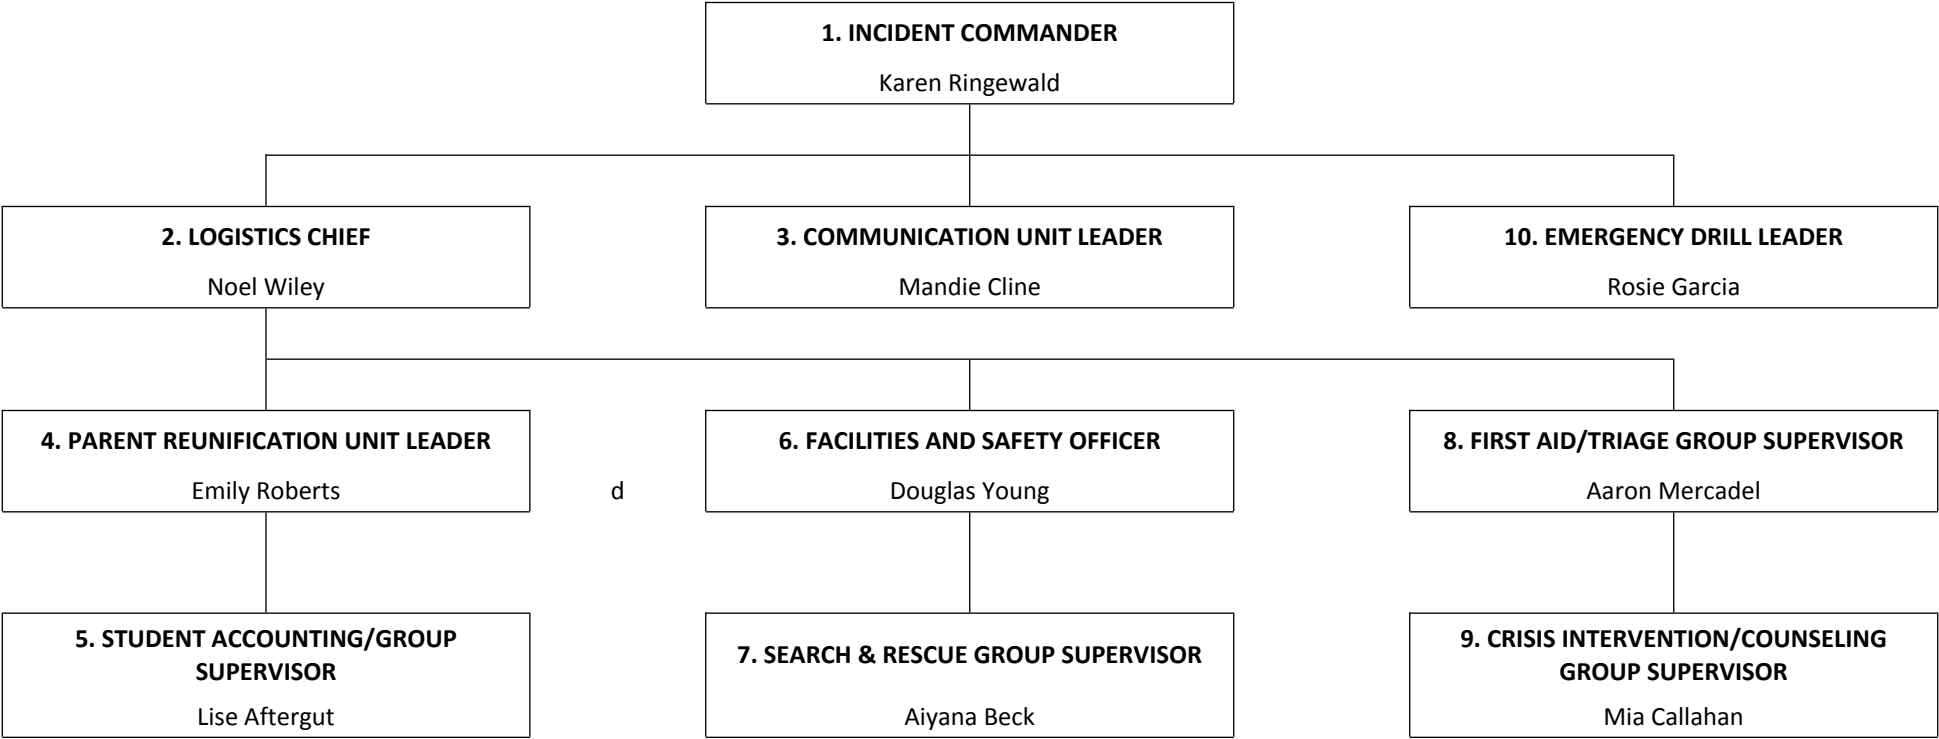 1. INCIDENT COMMANDER
Karen Ringewald
2. LOGISTICS CHIEF
Noel Wiley
3. COMMUNICATION UNIT LEADER
Mandie Cline
10. EMERGENCY DRILL LEADER
Rosie Garcia
4. PARENT REUNIFICATION UNIT LEADER
Emily Roberts
d
6. FACILITIES AND SAFETY OFFICER
Douglas Young
8. FIRST AID/TRIAGE GROUP SUPERVISOR
Aaron Mercadel
5. STUDENT ACCOUNTING/GROUP
SUPERVISOR
Lise Aftergut
7. SEARCH & RESCUE GROUP SUPERVISOR
Aiyana Beck
9. CRISIS INTERVENTION/COUNSELING
GROUP SUPERVISOR
Mia Callahan